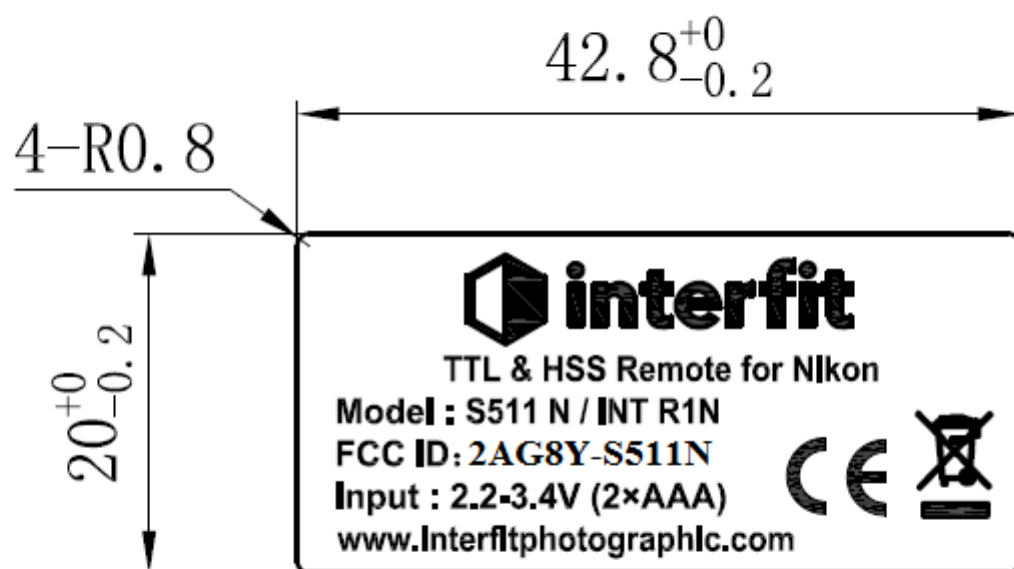 42.8+0-0.2
4-R0.8
20+0-0.2
interfit
TTL & HSS Remote for NIkon
Model : S511 N / INT R1N
FCC ID: 2AG8Y-S511N
Input : 2.2-3.4V (2×AAA)
www.Interfitphotographic.com
CE